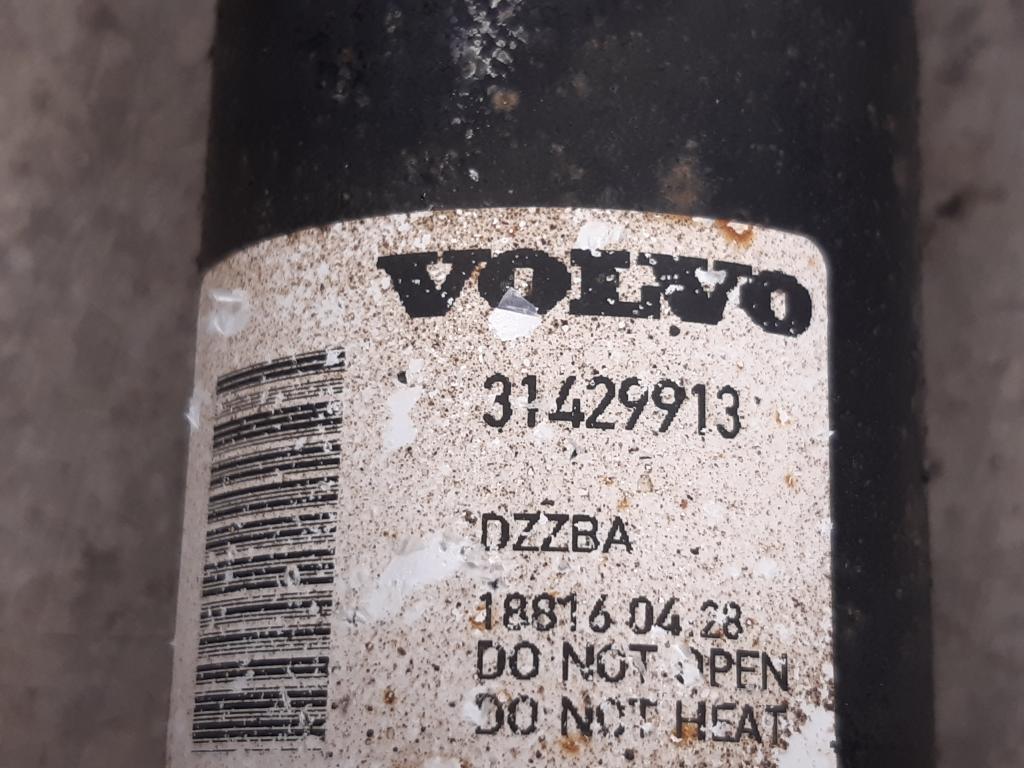 VOLVO
31429913
DZZBA
18816 04.28
DO NOT OPEN
DO NOT HEAT